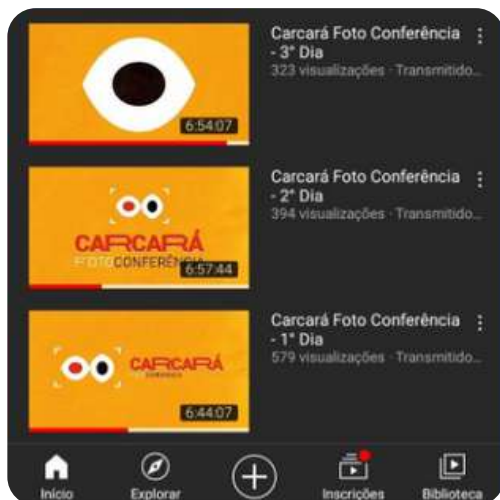 Carcará Foto Conferência
- 3° Dia
323 visualizações · Transmitido...
6:54:07
Carcará Foto Conferência
- 2° Dia
394 visualizações · Transmitido...
CARCARÁ
FOTOCONFERÊNCIA
6:57:44
Carcará Foto Conferência
- 1° Dia
579 visualizações · Transmitido...
CARCARÁ
6:44:07
Início
Explorar
Inscrições
Biblioteca